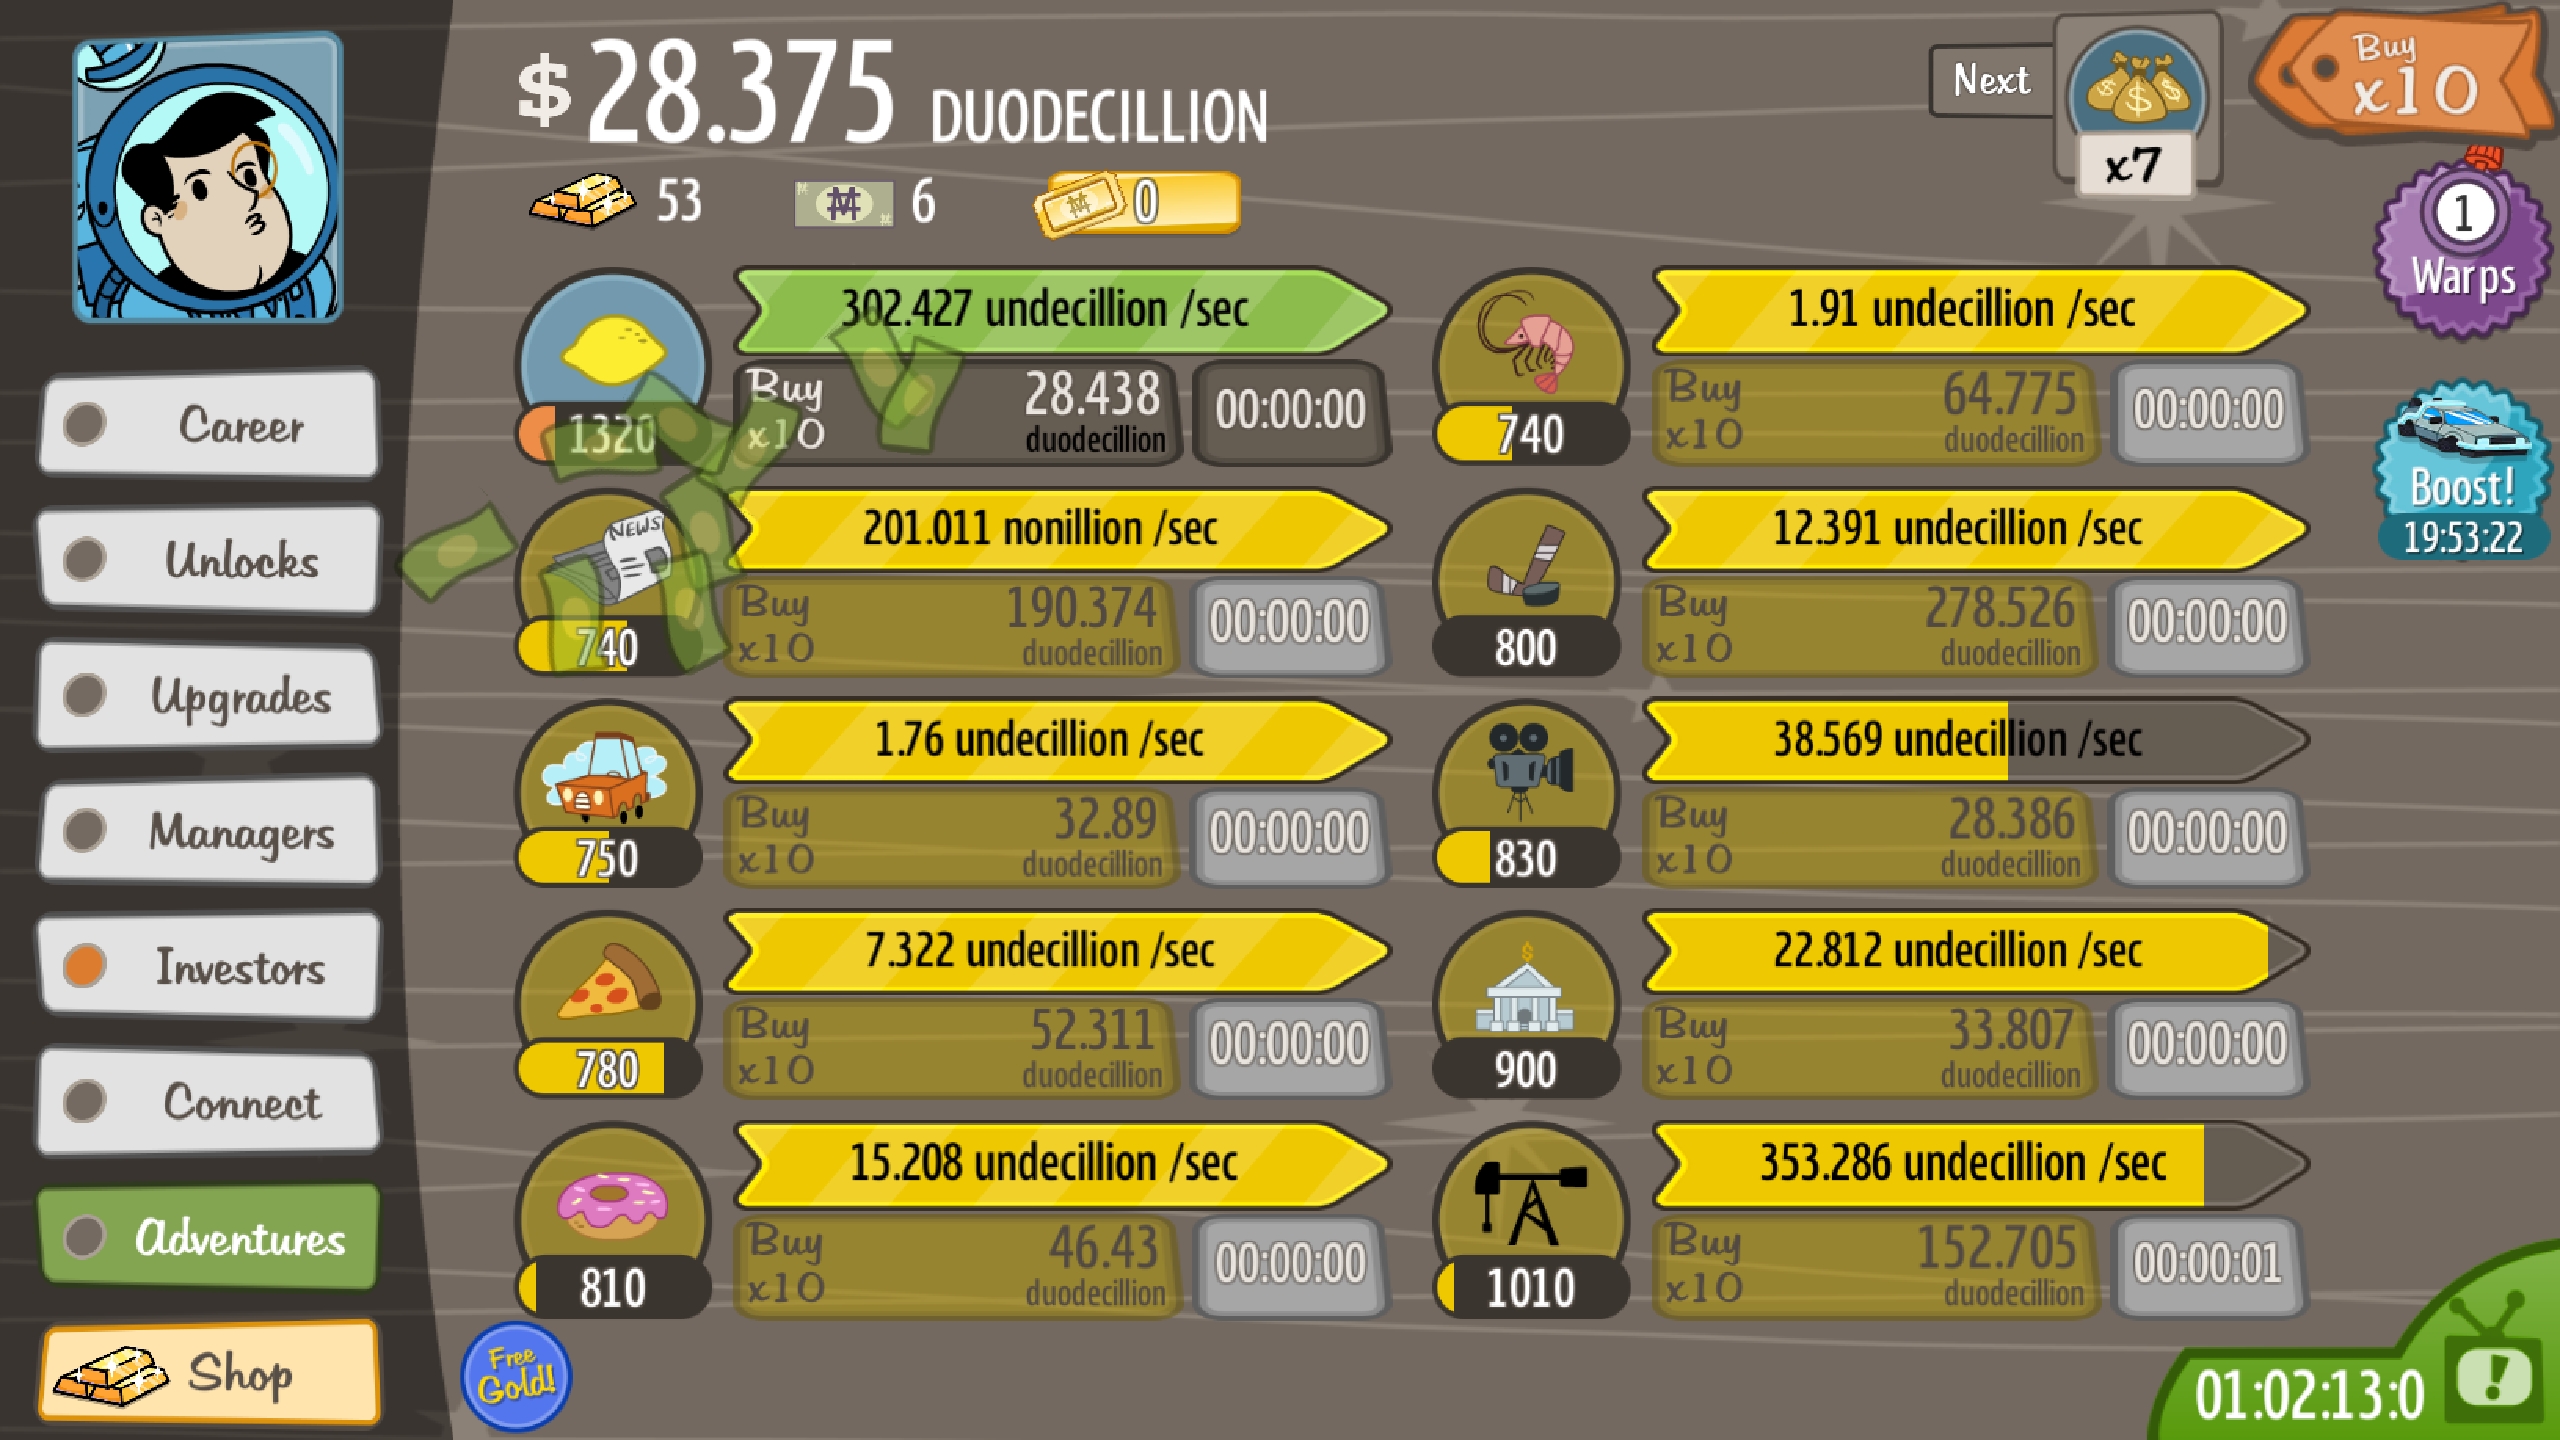 $28.375 DUODECILLION
53 6 0
Next
x7
Buy
x10
1
Warps
Boost!
19:53:22
Career
Unlocks
Upgrades
Managers
Investors
Connect
Adventures
Shop
Free
Gold!
302.427 undecillion /sec
1320
Buy
x10
28.438
duodecillion
00:00:00
NEWS
201.011 nonillion /sec
740
Buy
x10
190.374
duodecillion
00:00:00
1.76 undecillion /sec
750
Buy
x10
32.89
duodecillion
00:00:00
7.322 undecillion /sec
780
Buy
x10
52.311
duodecillion
00:00:00
15.208 undecillion /sec
810
Buy
x10
46.43
duodecillion
00:00:00
1.91 undecillion /sec
740
Buy
x10
64.775
duodecillion
00:00:00
12.391 undecillion /sec
800
Buy
x10
278.526
duodecillion
00:00:00
38.569 undecillion /sec
830
Buy
x10
28.386
duodecillion
00:00:00
22.812 undecillion /sec
900
Buy
x10
33.807
duodecillion
00:00:00
353.286 undecillion /sec
1010
Buy
x10
152.705
duodecillion
00:00:01
01:02:13:0
!